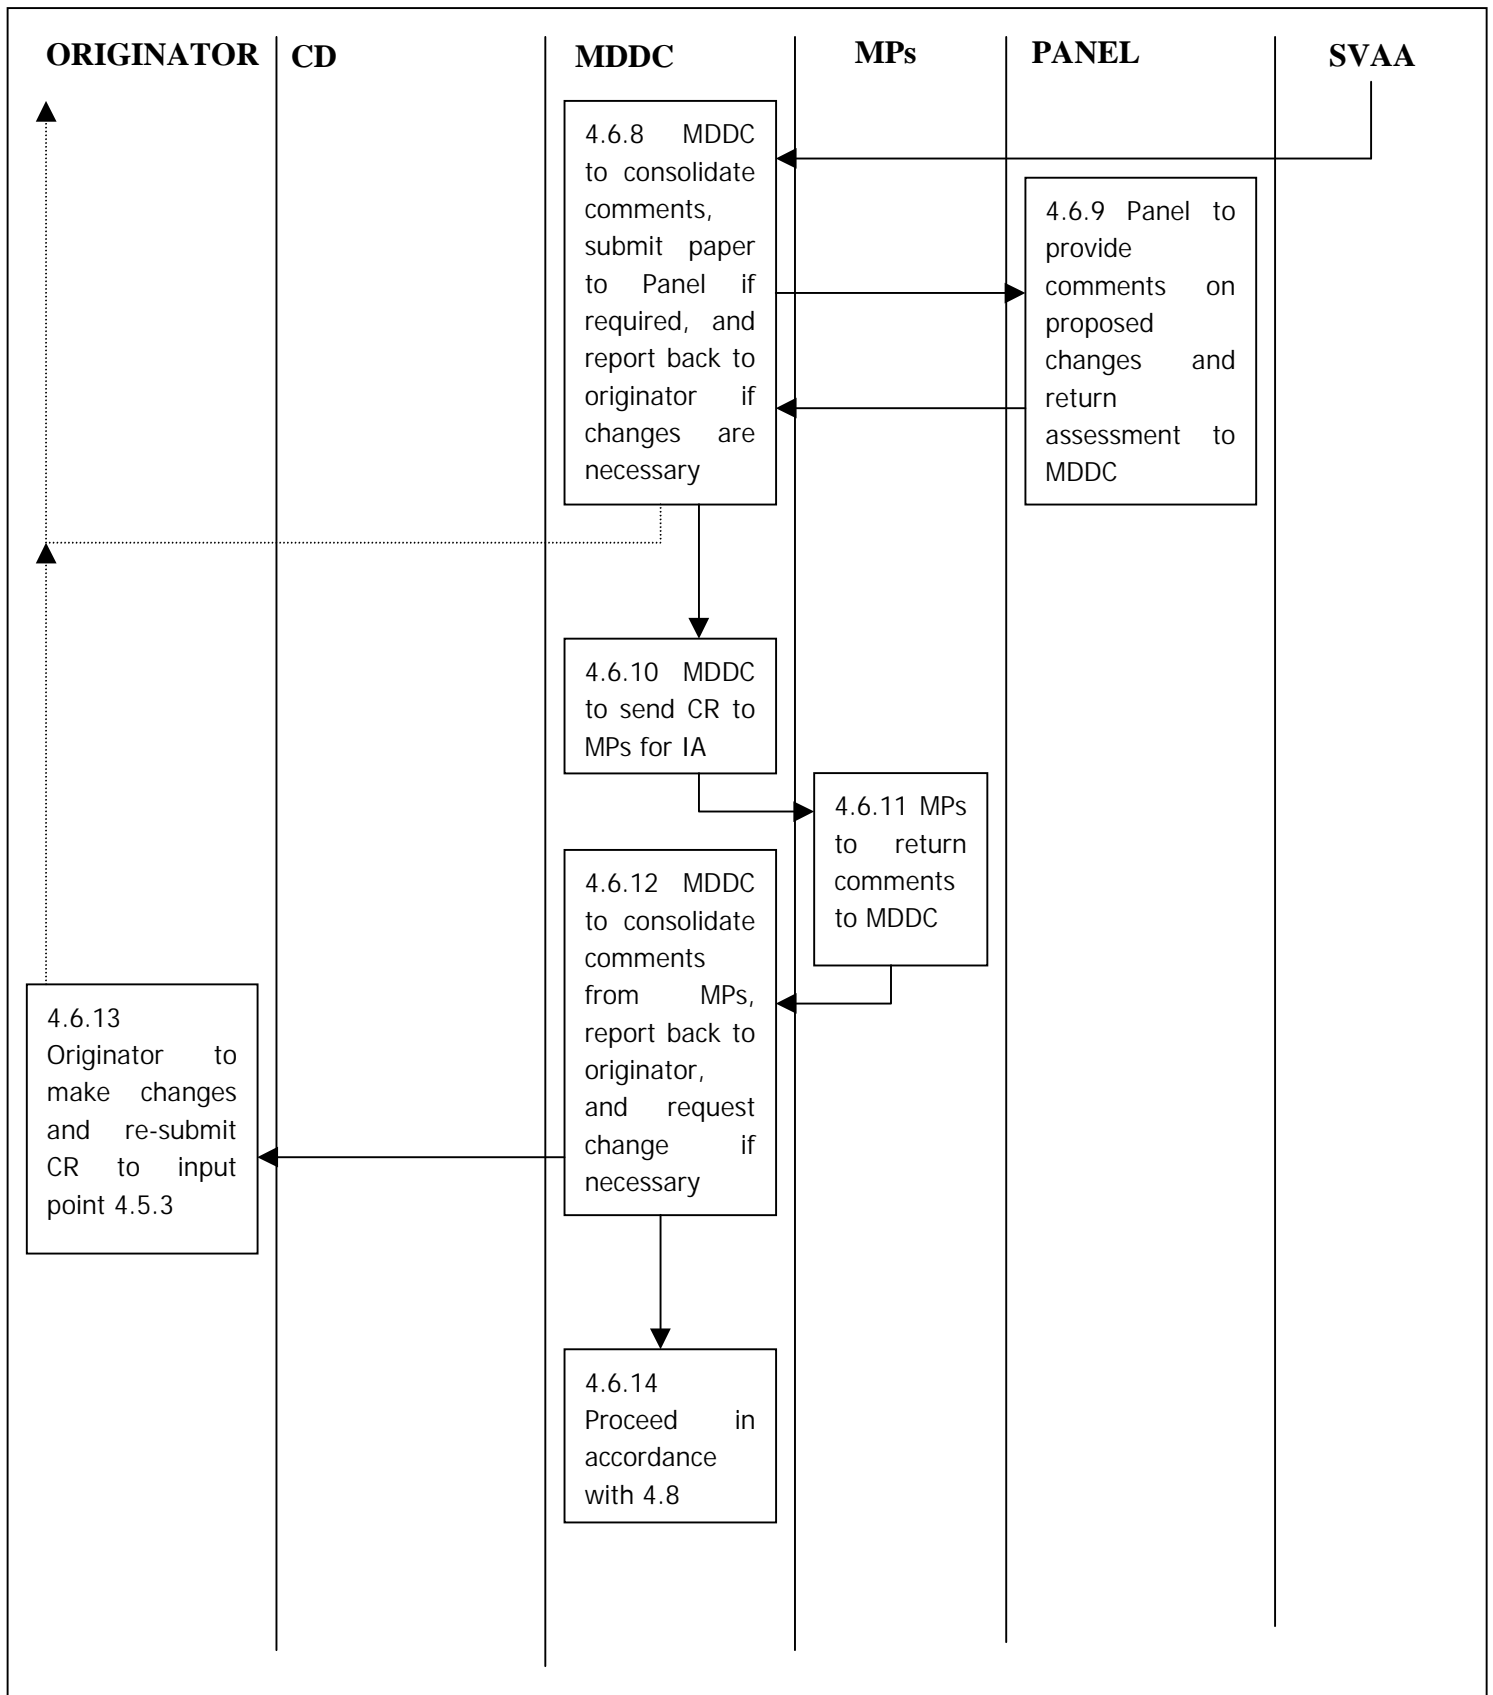 ORIGINATOR CD MDDC MPs PANEL SVAA
4.6.8 MDDC
to consolidate
comments,
submit paper
to Panel if
required, and
report back to
originator if
changes are
necessary
4.6.9 Panel to
provide
comments on
proposed
changes and
return
assessment to
MDDC
4.6.10 MDDC
to send CR to
MPs for IA
4.6.11 MPs
to return
comments
to MDDC
4.6.12 MDDC
to consolidate
comments
from MPs,
report back to
originator,
and request
change if
necessary
4.6.13
Originator to
make changes
and re-submit
CR to input
point 4.5.3
4.6.14
Proceed in
accordance
with 4.8